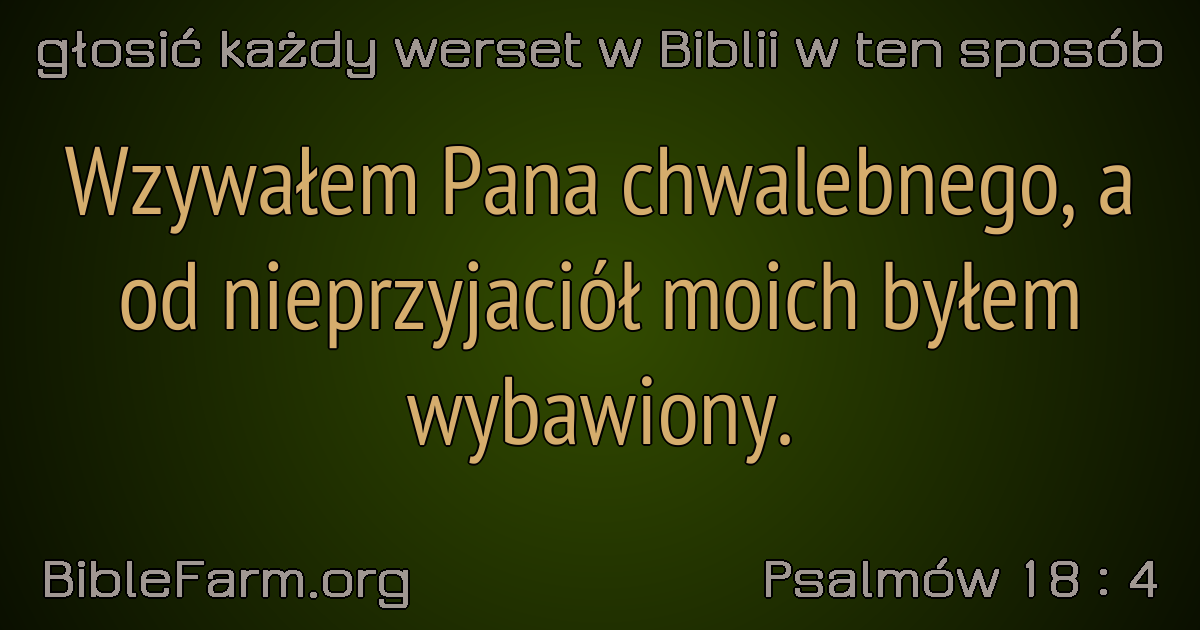 głosić każdy werset w Biblii w ten sposób
Wzywałem Pana chwalebnego, a
od nieprzyjaciół moich byłem
wybawiony.
BibleFarm.org
Psalmów 18 : 4